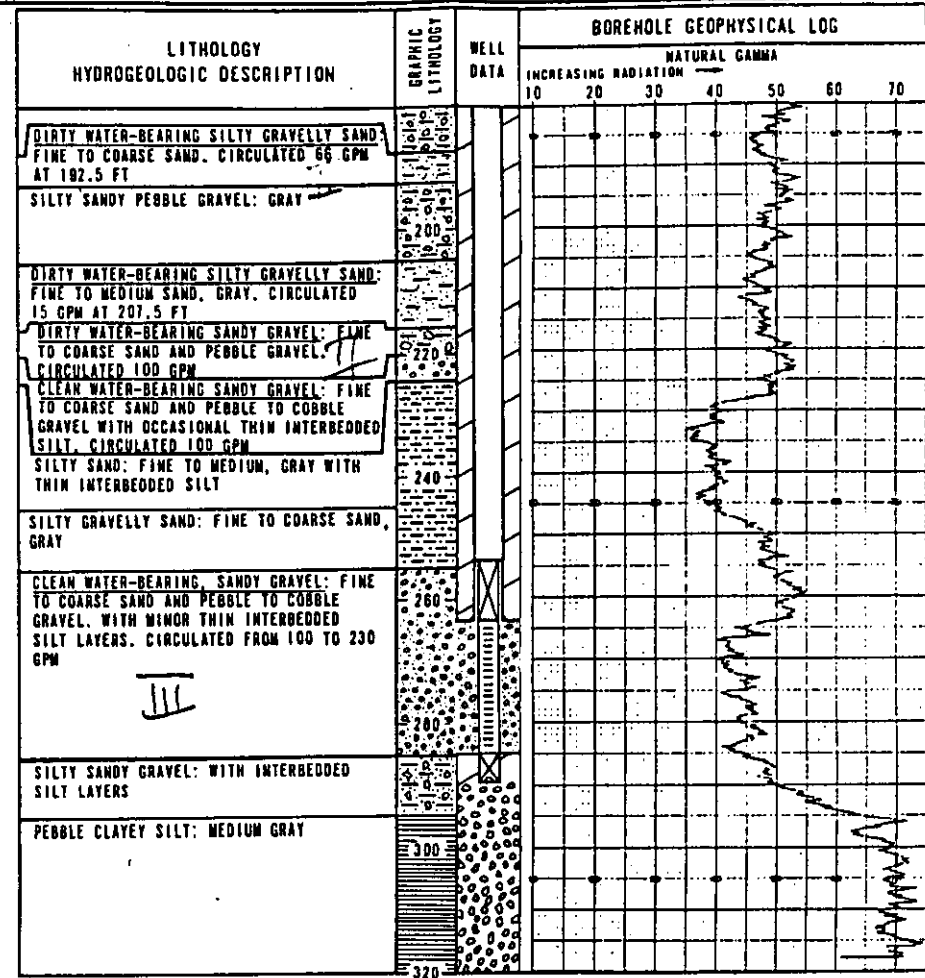 LITHOLOGY
HYDROGEOLOGIC DESCRIPTION
GRAPHIC
LITHOLOGY
WELL
DATA
BOREHOLE GEOPHYSICAL LOG
NATURAL GAMMA
INCREASING RADIATION →
10 20 30 40 50 60 70
DIRTY WATER-BEARING SILTY GRAVELLY SAND:
FINE TO COARSE SAND. CIRCULATED 66 GPM
AT 192.5 FT
SILTY SANDY PEBBLE GRAVEL: GRAY
200
DIRTY WATER-BEARING SILTY GRAVELLY SAND:
FINE TO MEDIUM SAND, GRAY. CIRCULATED
15 GPM AT 207.5 FT
DIRTY WATER-BEARING SANDY GRAVEL: FINE
TO COARSE SAND AND PEBBLE GRAVEL.
CIRCULATED 100 GPM
II
220
CLEAN WATER-BEARING SANDY GRAVEL: FINE
TO COARSE SAND AND PEBBLE TO COBBLE
GRAVEL WITH OCCASIONAL THIN INTERBEDDED
SILT. CIRCULATED 100 GPM
SILTY SAND: FINE TO MEDIUM, GRAY WITH
THIN INTERBEDDED SILT
240
SILTY GRAVELLY SAND: FINE TO COARSE SAND,
GRAY
CLEAN WATER-BEARING, SANDY GRAVEL: FINE
TO COARSE SAND AND PEBBLE TO COBBLE
GRAVEL. WITH MINOR THIN INTERBEDDED
SILT LAYERS. CIRCULATED FROM 100 TO 230
GPM
260
III
280
SILTY SANDY GRAVEL: WITH INTERBEDDED
SILT LAYERS
PEBBLE CLAYEY SILT: MEDIUM GRAY
300
320